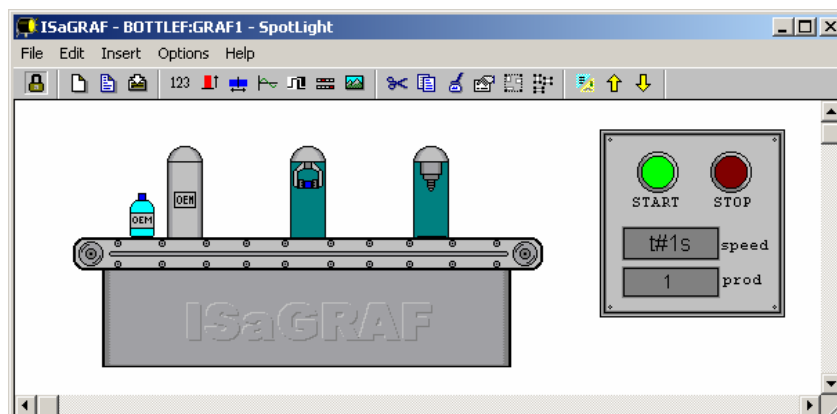 ISaGRAF - BOTTLEF:GRAF1 - SpotLight
File Edit Insert Options Help
123
OEM
OEM
ISaGRAF
START STOP
t#1s speed
1 prod